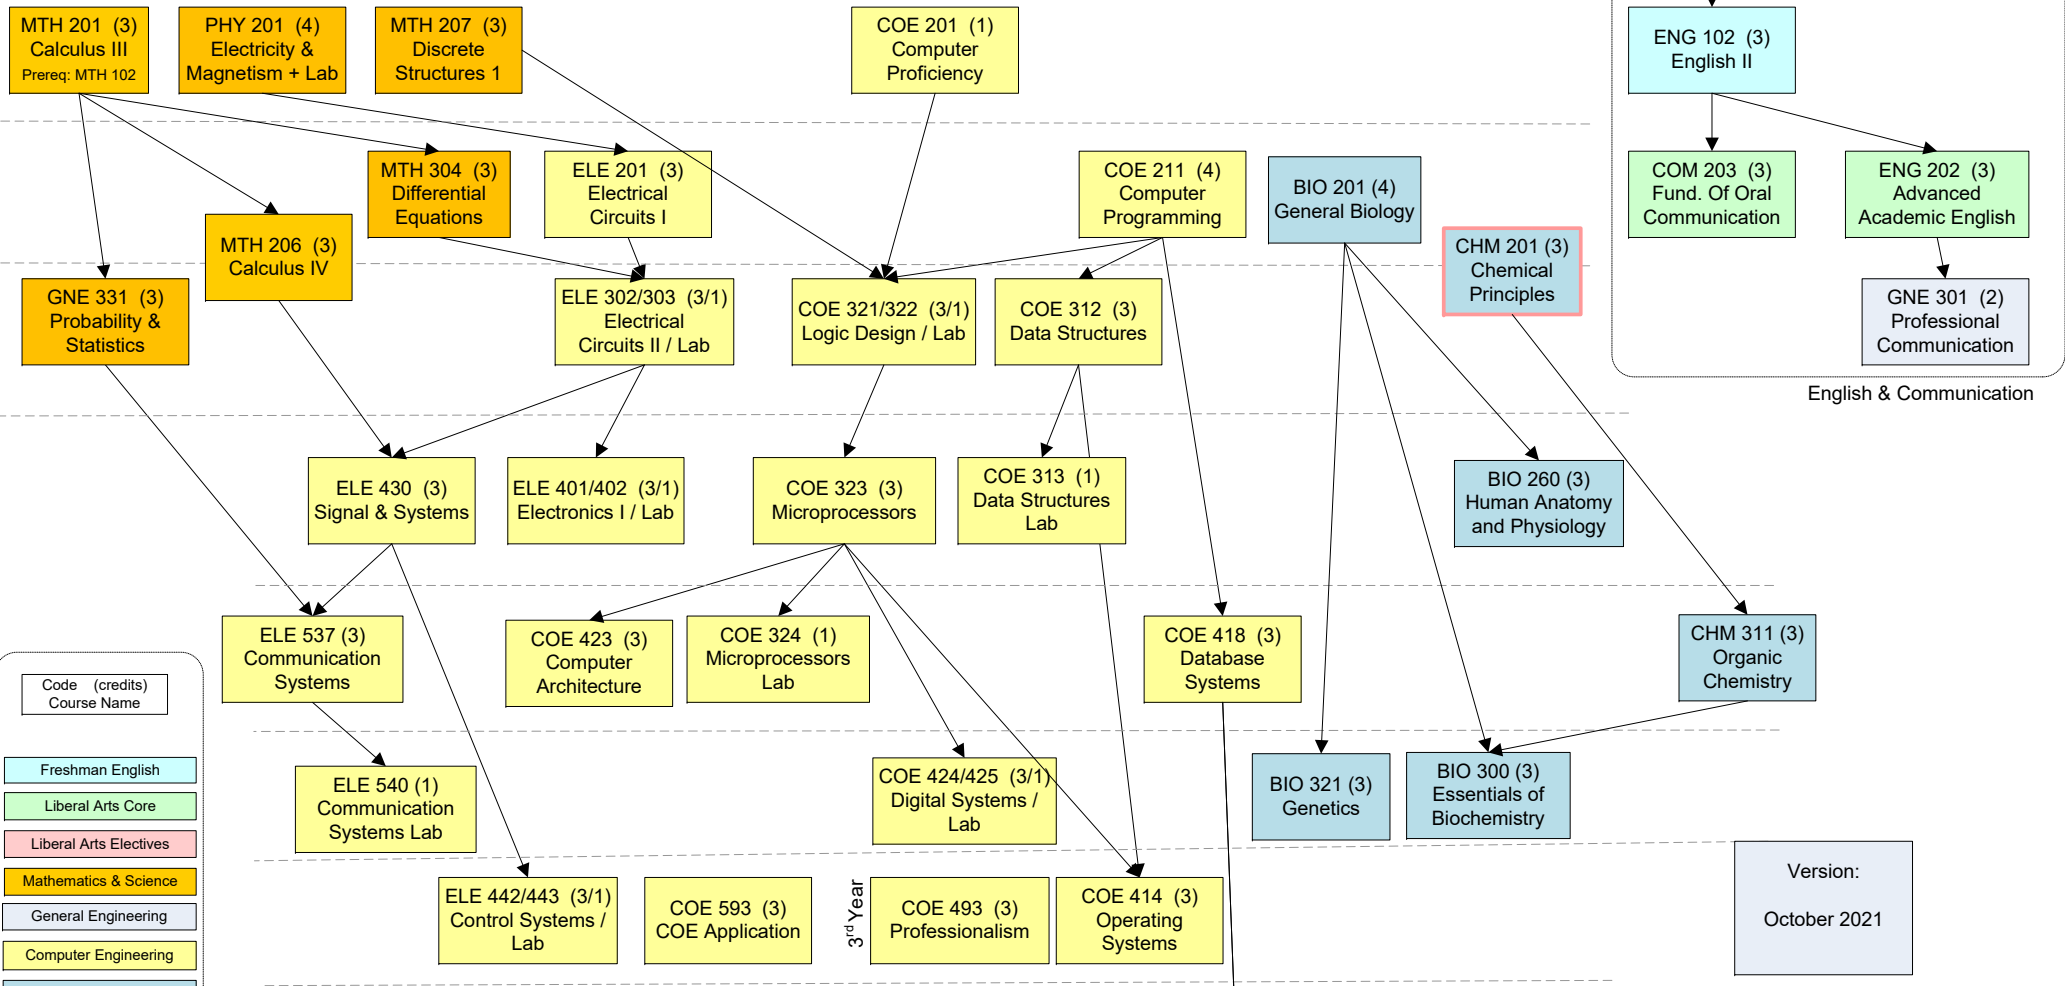 MTH 201 (3)
Calculus III
Prereq: MTH 102
PHY 201 (4)
Electricity &
Magnetism + Lab
MTH 207 (3)
Discrete
Structures 1
COE 201 (1)
Computer
Proficiency
ENG 102 (3)
English II
MTH 304 (3)
Differential
Equations
ELE 201 (3)
Electrical
Circuits I
COE 211 (4)
Computer
Programming
BIO 201 (4)
General Biology
COM 203 (3)
Fund. Of Oral
Communication
ENG 202 (3)
Advanced
Academic English
MTH 206 (3)
Calculus IV
CHM 201 (3)
Chemical
Principles
GNE 331 (3)
Probability &
Statistics
ELE 302/303 (3/1)
Electrical
Circuits II / Lab
COE 321/322 (3/1)
Logic Design / Lab
COE 312 (3)
Data Structures
GNE 301 (2)
Professional
Communication
English & Communication
ELE 430 (3)
Signal & Systems
ELE 401/402 (3/1)
Electronics I / Lab
COE 323 (3)
Microprocessors
COE 313 (1)
Data Structures
Lab
BIO 260 (3)
Human Anatomy
and Physiology
ELE 537 (3)
Communication
Systems
COE 423 (3)
Computer
Architecture
COE 324 (1)
Microprocessors
Lab
COE 418 (3)
Database
Systems
CHM 311 (3)
Organic
Chemistry
Code (credits)
Course Name
Freshman English
Liberal Arts Core
Liberal Arts Electives
Mathematics & Science
General Engineering
Computer Engineering
ELE 540 (1)
Communication
Systems Lab
COE 424/425 (3/1)
Digital Systems /
Lab
BIO 321 (3)
Genetics
BIO 300 (3)
Essentials of
Biochemistry
ELE 442/443 (3/1)
Control Systems /
Lab
COE 593 (3)
COE Application
3rd Year
COE 493 (3)
Professionalism
COE 414 (3)
Operating
Systems
Version:
October 2021